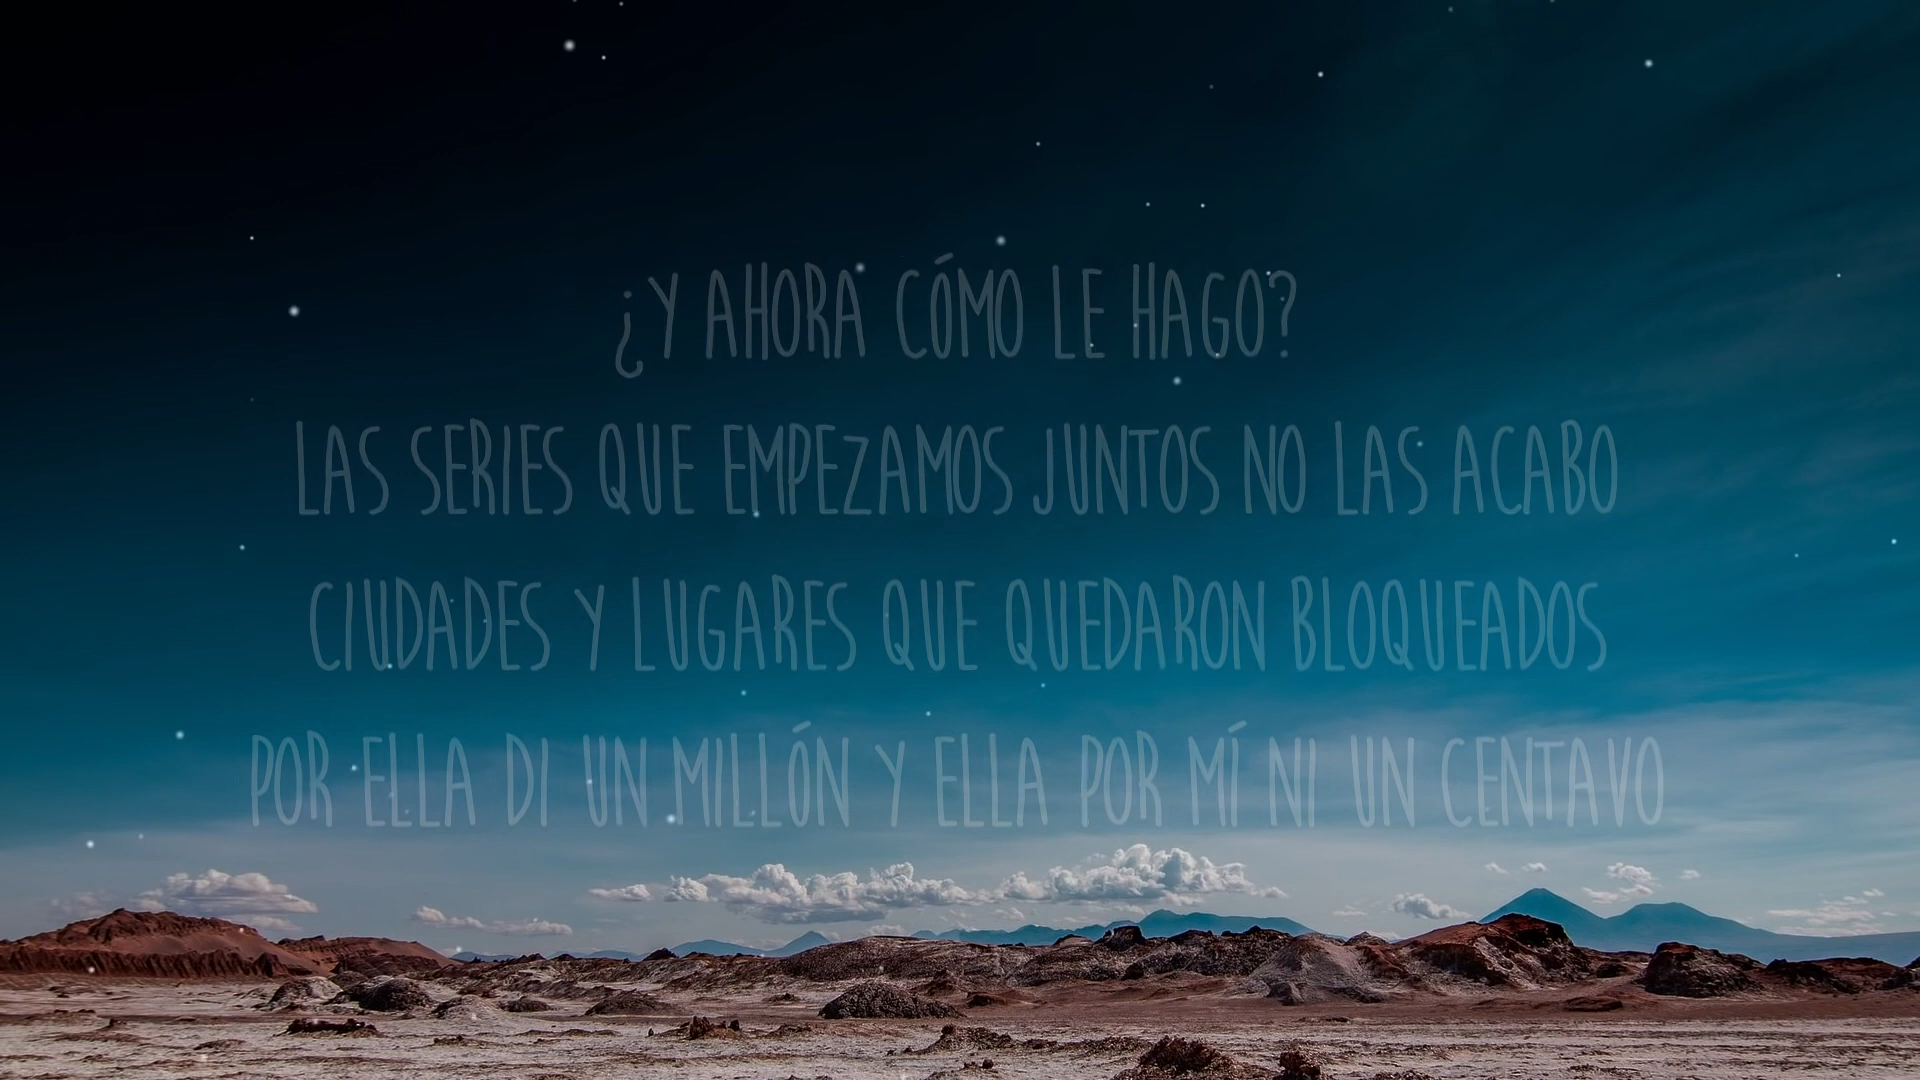 ¿Y AHORA CÓMO LE HAGO?
LAS SERIES QUE EMPEZAMOS JUNTOS NO LAS ACABO
CIUDADES Y LUGARES QUE QUEDARON BLOQUEADOS
POR ELLA DI UN MILLÓN Y ELLA POR MÍ NI UN CENTAVO